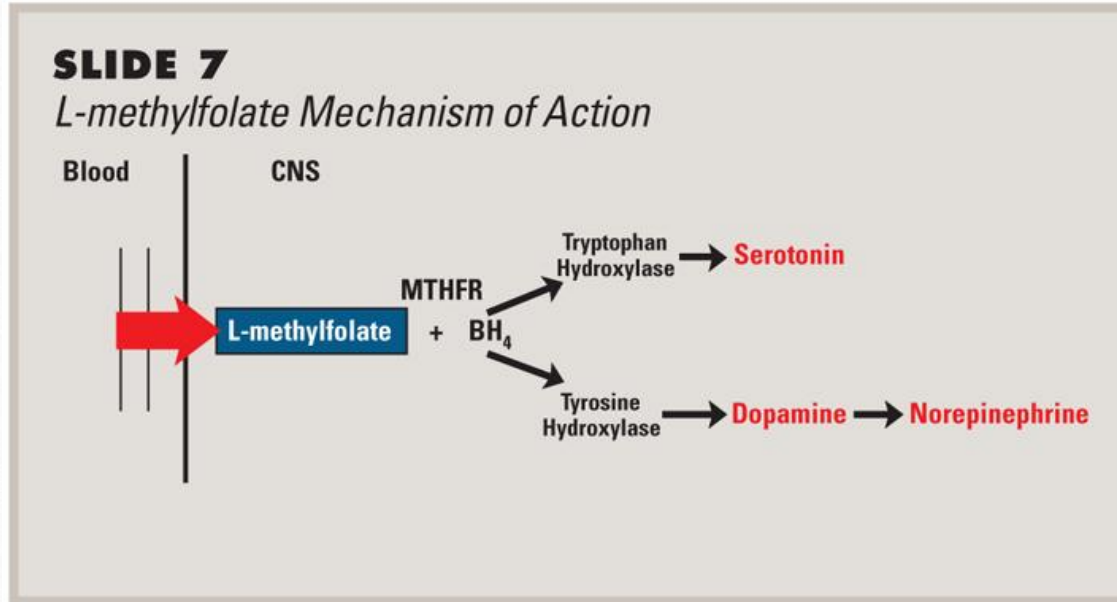 SLIDE 7
L-methylfolate Mechanism of Action
Blood
CNS
Tryptophan
Hydroxylase
Serotonin
MTHFR
L-methylfolate + BH₄
Tyrosine
Hydroxylase
Dopamine
Norepinephrine